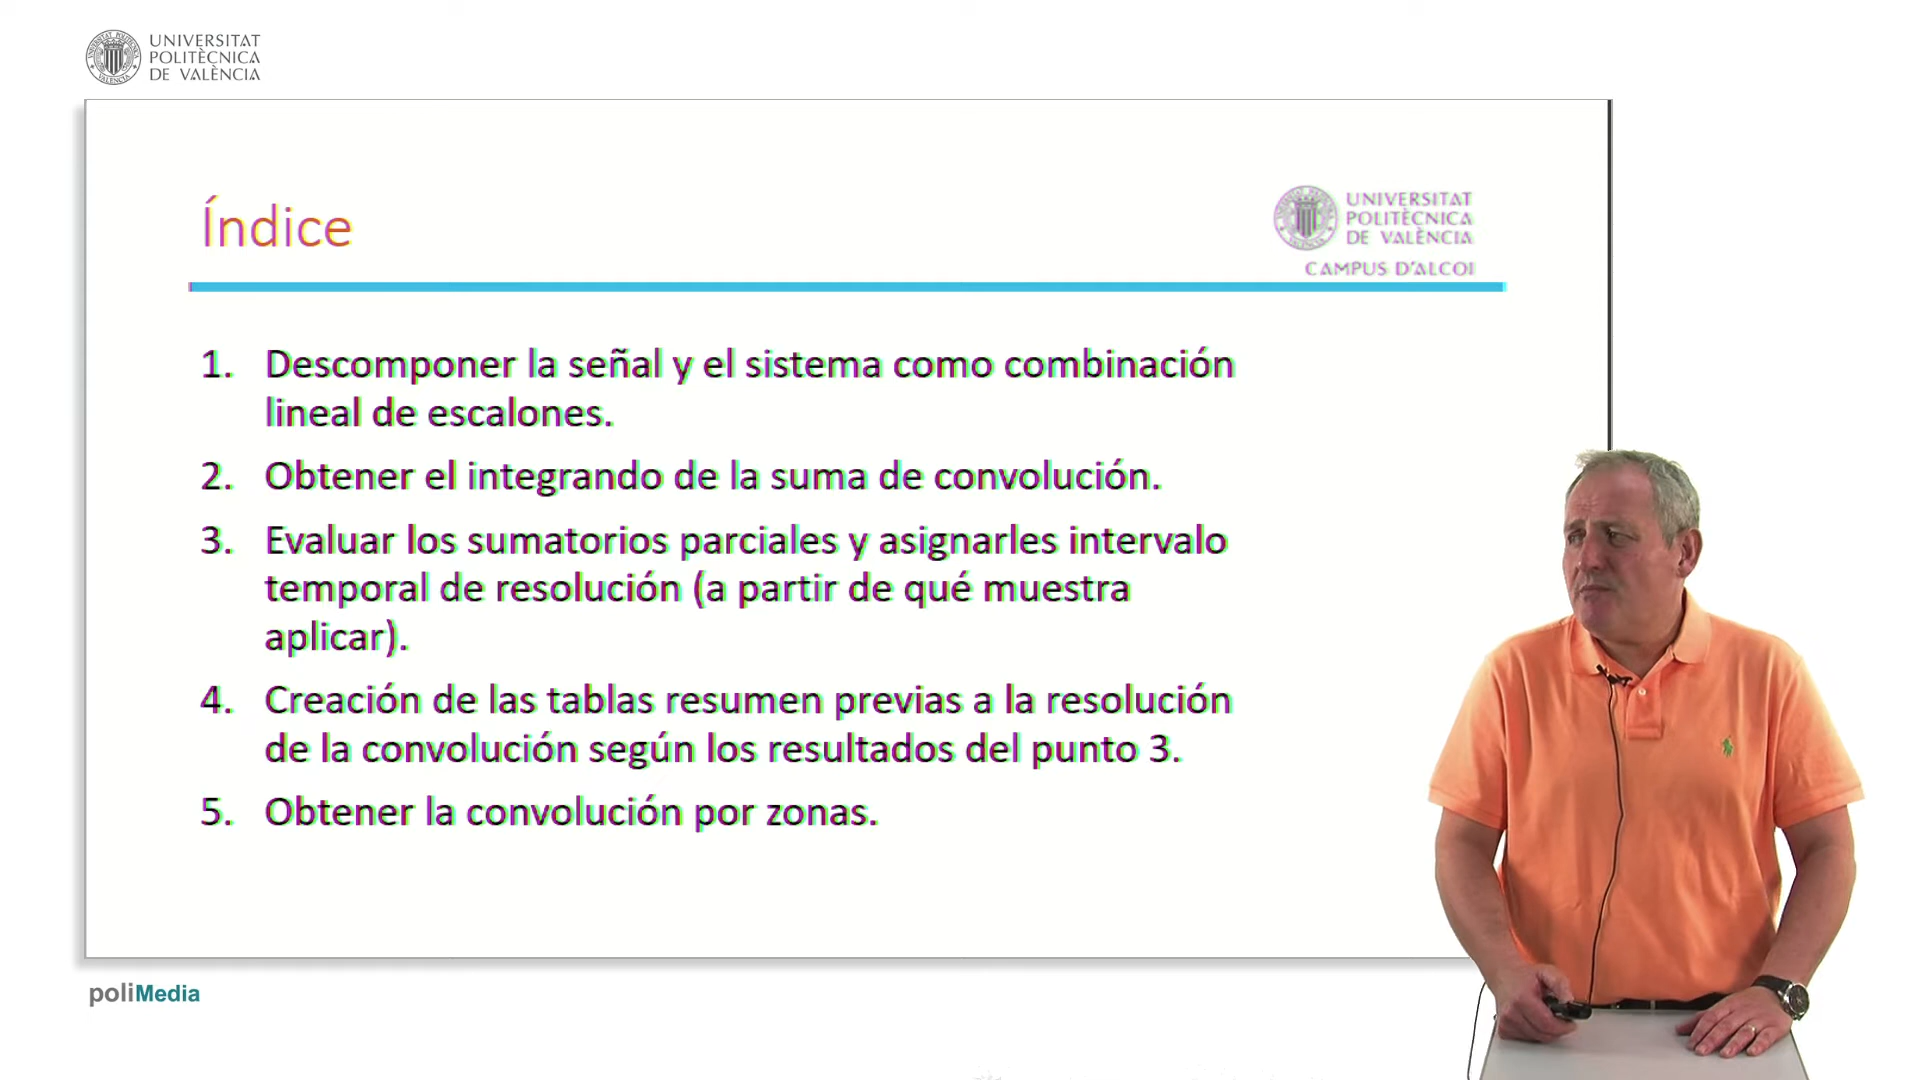 UNIVERSITAT
POLITÈCNICA
DE VALÈNCIA
Índice
UNIVERSITAT
POLITÈCNICA
DE VALÈNCIA
CAMPUS D'ALCOI
1. Descomponer la señal y el sistema como combinación
lineal de escalones.
2. Obtener el integrando de la suma de convolución.
3. Evaluar los sumatorios parciales y asignarles intervalo
temporal de resolución (a partir de qué muestra
aplicar).
4. Creación de las tablas resumen previas a la resolución
de la convolución según los resultados del punto 3.
5. Obtener la convolución por zonas.
poliMedia